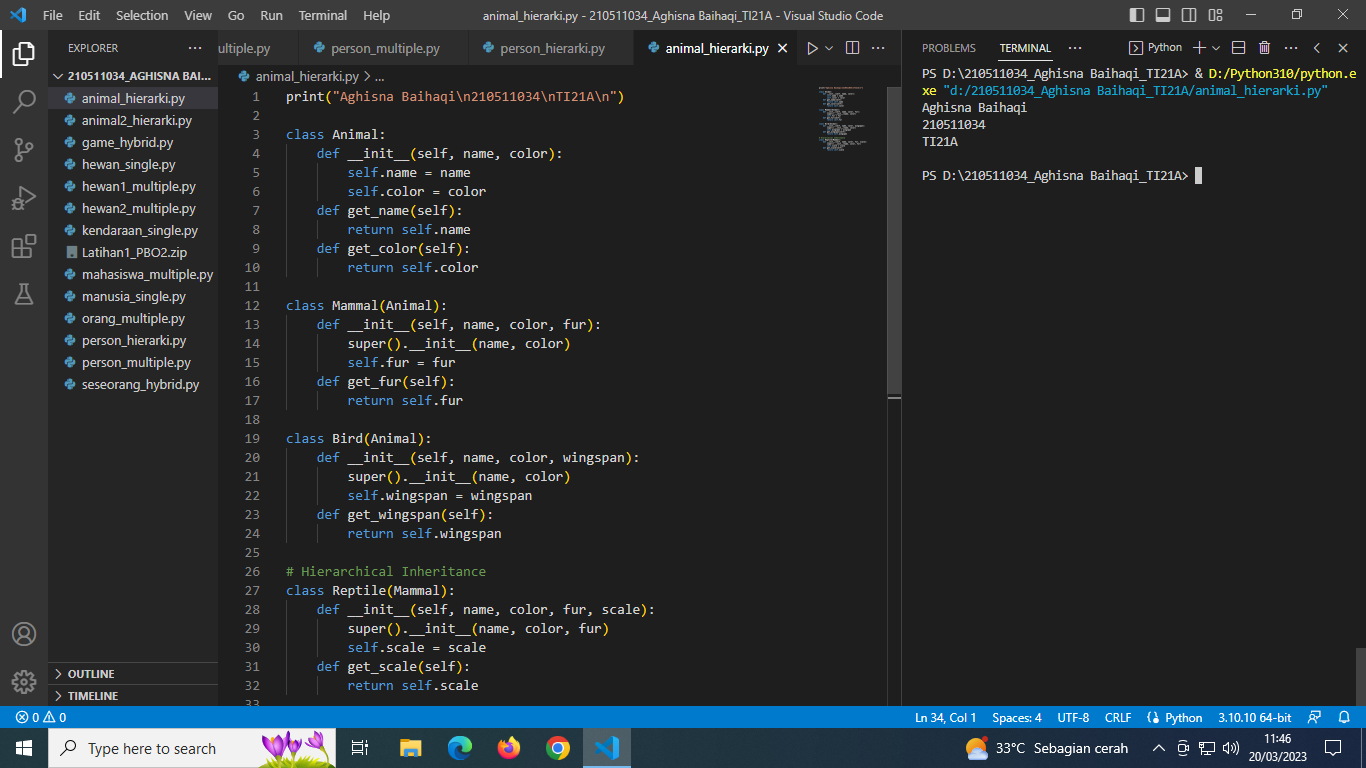 File Edit Selection View Go Run Terminal Help
animal_hierarki.py - 210511034_Aghisna Baihaqi_TI21A - Visual Studio Code
EXPLORER
210511034_AGHISNA BAI...
animal_hierarki.py
animal2_hierarki.py
game_hybrid.py
hewan_single.py
hewan1_multiple.py
hewan2_multiple.py
kendaraan_single.py
Latihan1_PBO2.zip
mahasiswa_multiple.py
manusia_single.py
orang_multiple.py
person_hierarki.py
person_multiple.py
seseorang_hybrid.py
OUTLINE
TIMELINE
ultiple.py person_multiple.py person_hierarki.py animal_hierarki.py
animal_hierarki.py > ...
1 print("Aghisna Baihaqi\n210511034\nTI21A\n")
2
3 class Animal:
4 def __init__(self, name, color):
5 self.name = name
6 self.color = color
7 def get_name(self):
8 return self.name
9 def get_color(self):
10 return self.color
11
12 class Mammal(Animal):
13 def __init__(self, name, color, fur):
14 super().__init__(name, color)
15 self.fur = fur
16 def get_fur(self):
17 return self.fur
18
19 class Bird(Animal):
20 def __init__(self, name, color, wingspan):
21 super().__init__(name, color)
22 self.wingspan = wingspan
23 def get_wingspan(self):
24 return self.wingspan
25
26 # Hierarchical Inheritance
27 class Reptile(Mammal):
28 def __init__(self, name, color, fur, scale):
29 super().__init__(name, color, fur)
30 self.scale = scale
31 def get_scale(self):
32 return self.scale
33
PROBLEMS TERMINAL ... Python
PS D:\210511034_Aghisna Baihaqi_TI21A> & D:/Python310/python.e
xe "d:/210511034_Aghisna Baihaqi_TI21A/animal_hierarki.py"
Aghisna Baihaqi
210511034
TI21A
PS D:\210511034_Aghisna Baihaqi_TI21A>
0 0 Ln 34, Col 1 Spaces: 4 UTF-8 CRLF Python 3.10.10 64-bit
Type here to search 33°C Sebagian cerah 11:46
20/03/2023